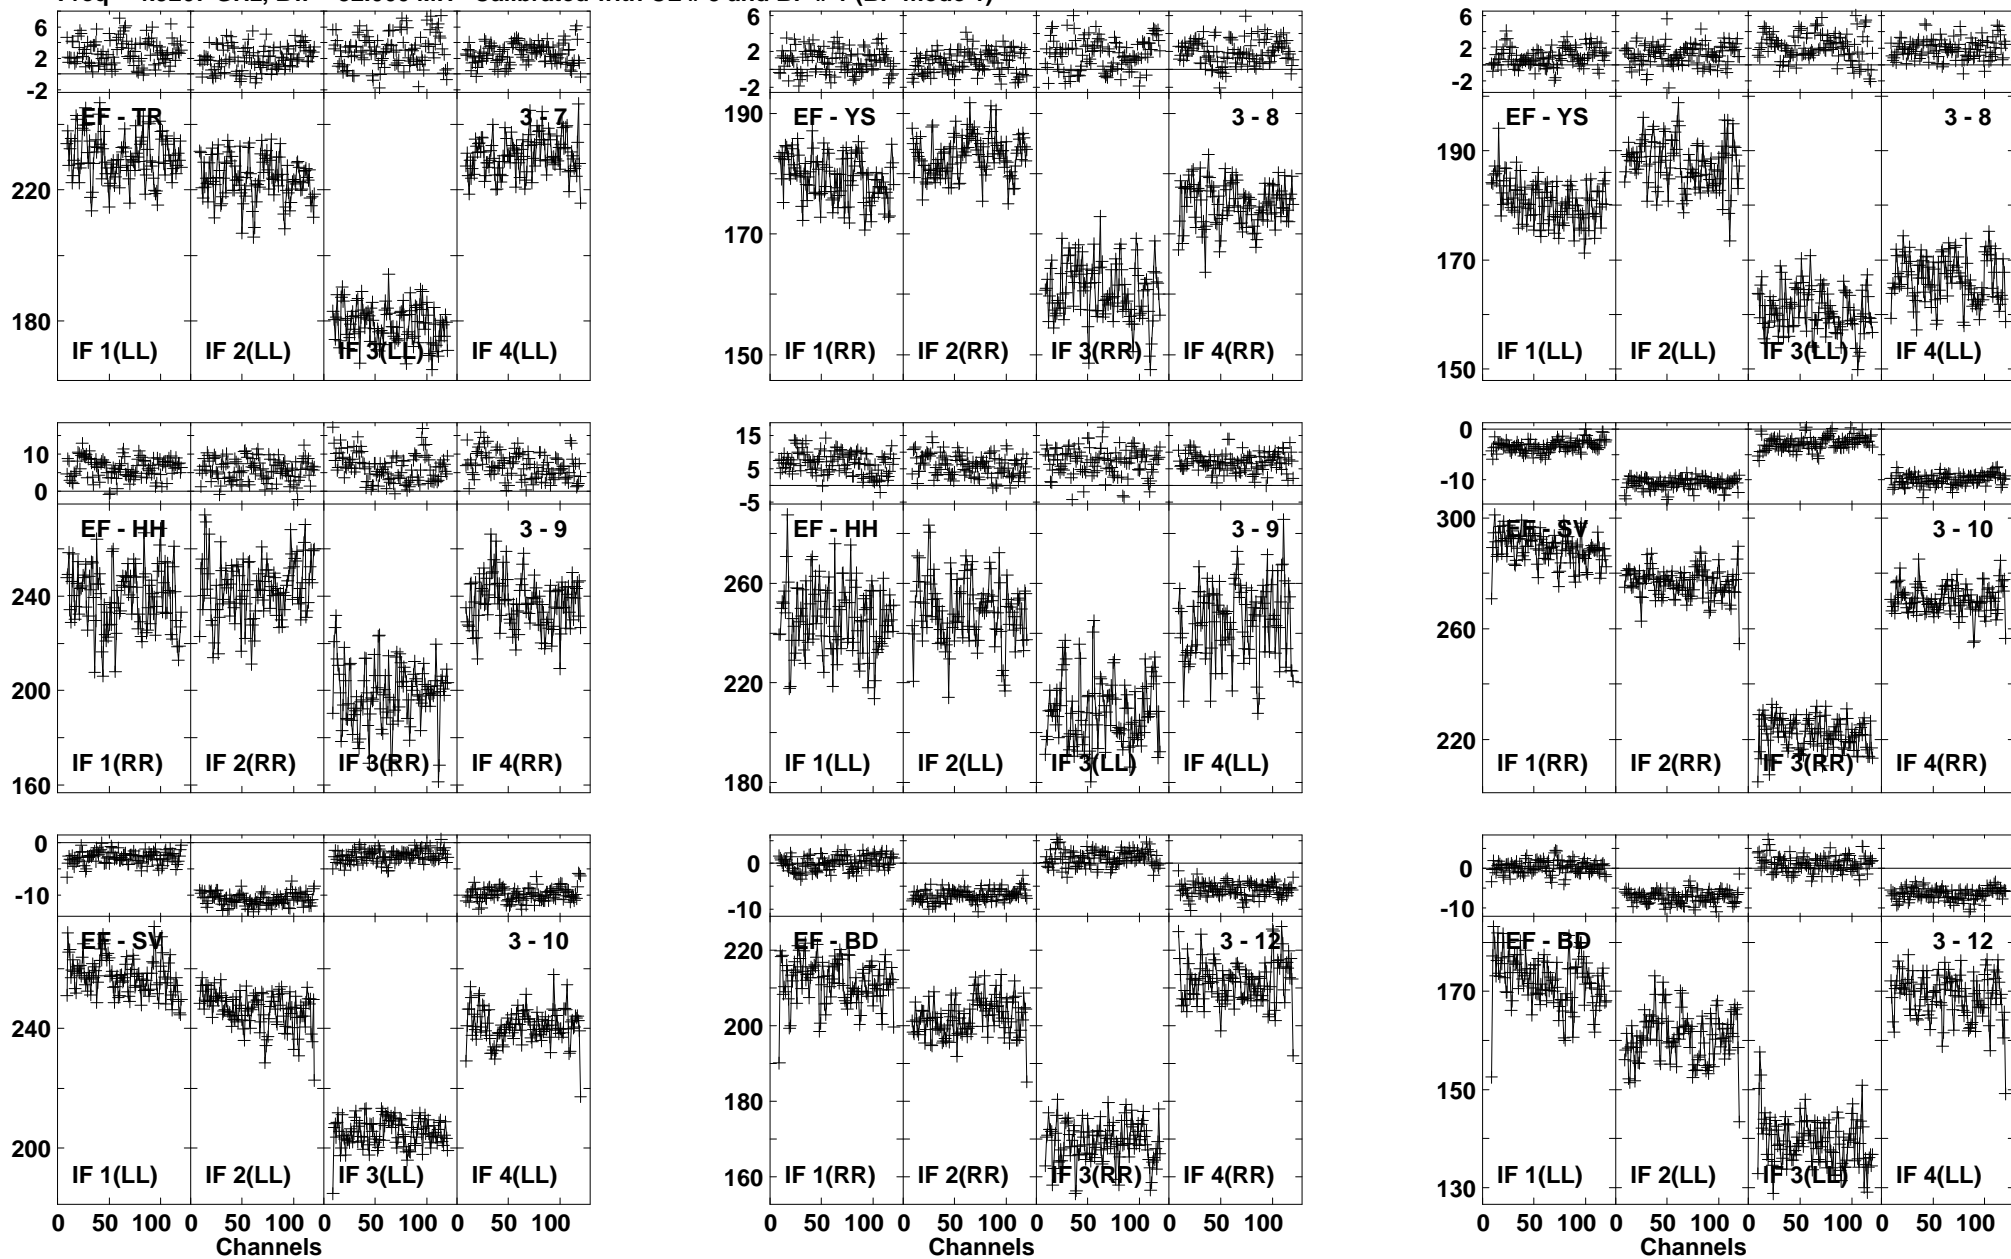 6 2 -2
EF - TR 3 - 7
220 180
IF 1(LL) IF 2(LL) IF 3(LL) IF 4(LL)
6 2 -2
EF - YS 3 - 8
190 170 150
IF 1(RR) IF 2(RR) IF 3(RR) IF 4(RR)
6 2 -2
EF - YS 3 - 8
190 170 150
IF 1(LL) IF 2(LL) IF 3(LL) IF 4(LL)
10 0
EF - HH 3 - 9
240 200 160
IF 1(RR) IF 2(RR) IF 3(RR) IF 4(RR)
15 5 -5
EF - HH 3 - 9
260 220 180
IF 1(LL) IF 2(LL) IF 3(LL) IF 4(LL)
0 -10
EF - SV 3 - 10
300 260 220
IF 1(RR) IF 2(RR) IF 3(RR) IF 4(RR)
0 -10
EF - SV 3 - 10
240 200
IF 1(LL) IF 2(LL) IF 3(LL) IF 4(LL)
0 50 100 0 50 100 0 50 100 0 50 100
Channels
0 -10
EF - BD 3 - 12
220 200 180 160
IF 1(RR) IF 2(RR) IF 3(RR) IF 4(RR)
0 50 100 0 50 100 0 50 100 0 50 100
Channels
0 -10
EF - BD 3 - 12
170 150 130
IF 1(LL) IF 2(LL) IF 3(LL) IF 4(LL)
0 50 100 0 50 100 0 50 100 0 50 100
Channels